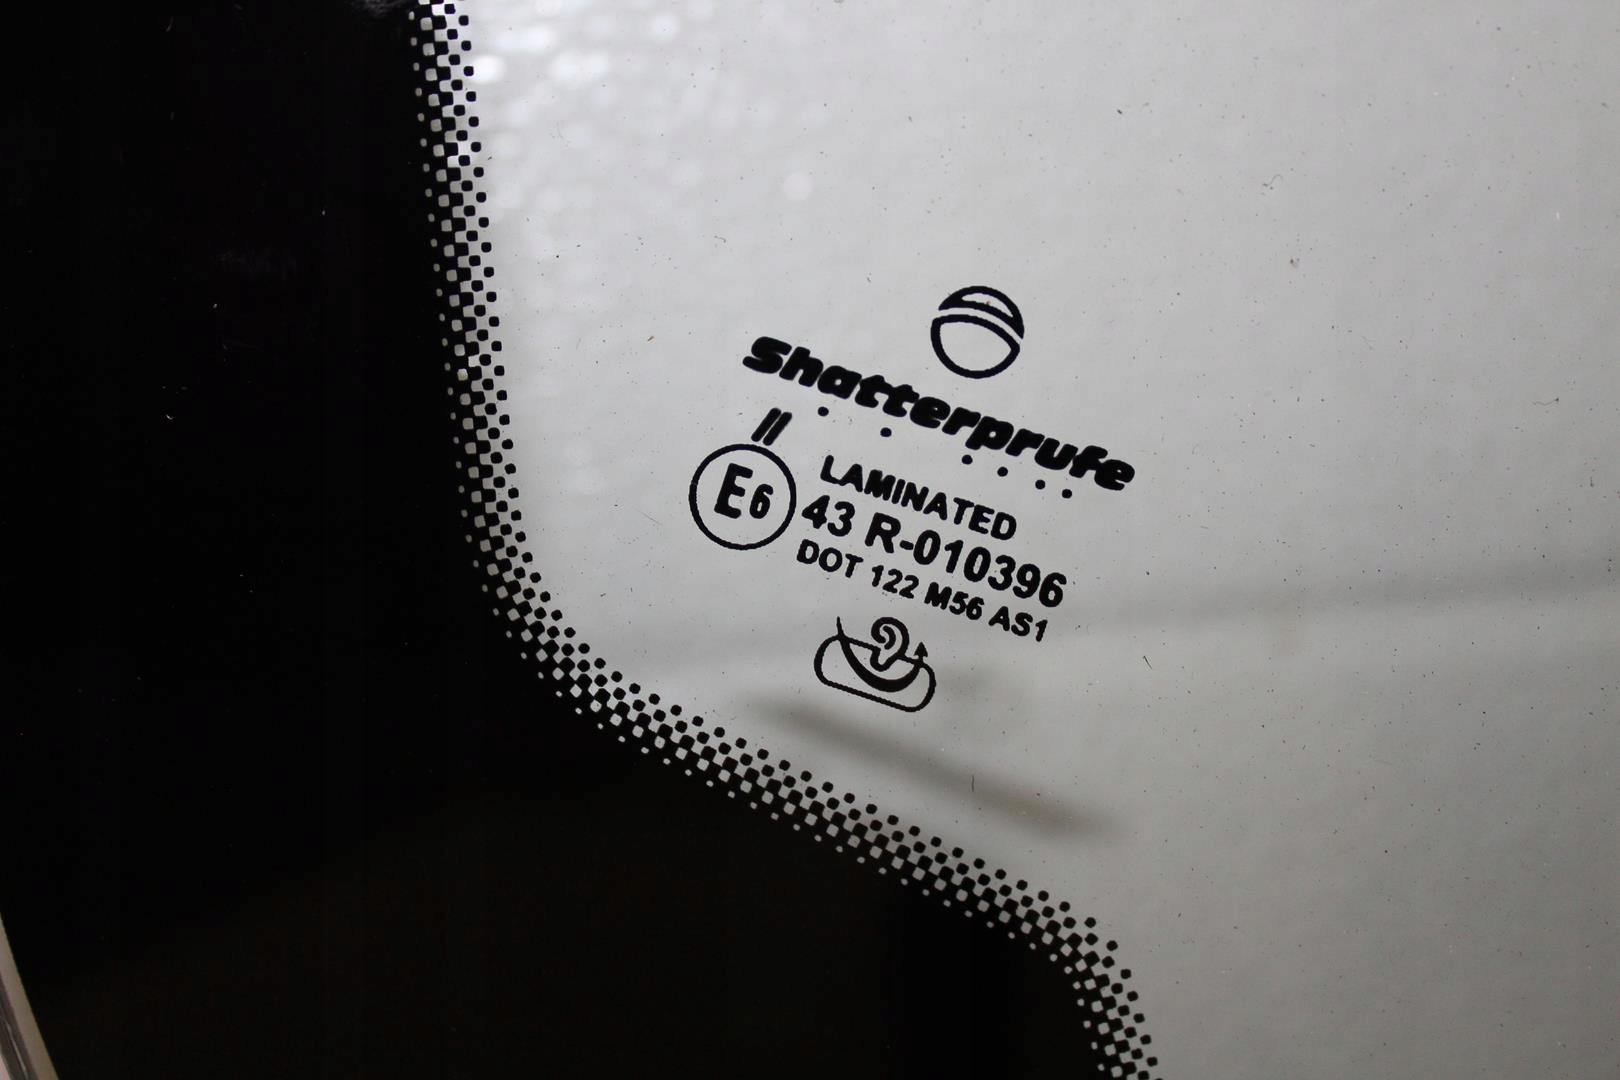 Shatterprufe
II
LAMINATED
E6 43 R-010396
DOT 122 M56 AS1